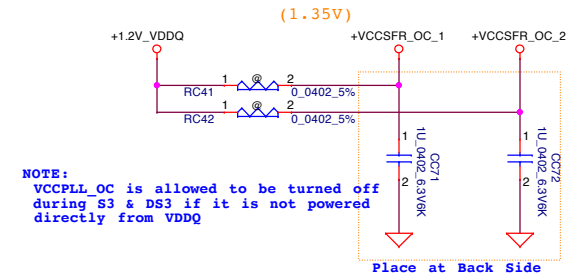 (1.35V)
+1.2V_VDDQ
+VCCSFR_OC_1
+VCCSFR_OC_2
1
@
2
RC41
0_0402_5%
1
@
2
RC42
0_0402_5%
1
2
CC71
1U_0402_6.3V6K
1
2
CC72
1U_0402_6.3V6K
NOTE:
VCCPLL_OC is allowed to be turned off
during S3 & DS3 if it is not powered
directly from VDDQ
Place at Back Side